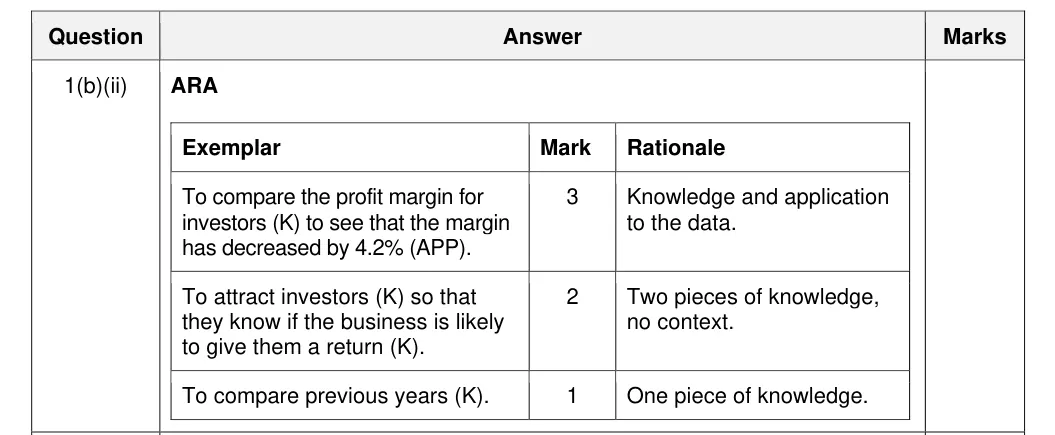 Question Answer Marks
1(b)(ii) ARA
Exemplar Mark Rationale
To compare the profit margin for 3 Knowledge and application
investors (K) to see that the margin to the data.
has decreased by 4.2% (APP).
To attract investors (K) so that 2 Two pieces of knowledge,
they know if the business is likely no context.
to give them a return (K).
To compare previous years (K). 1 One piece of knowledge.